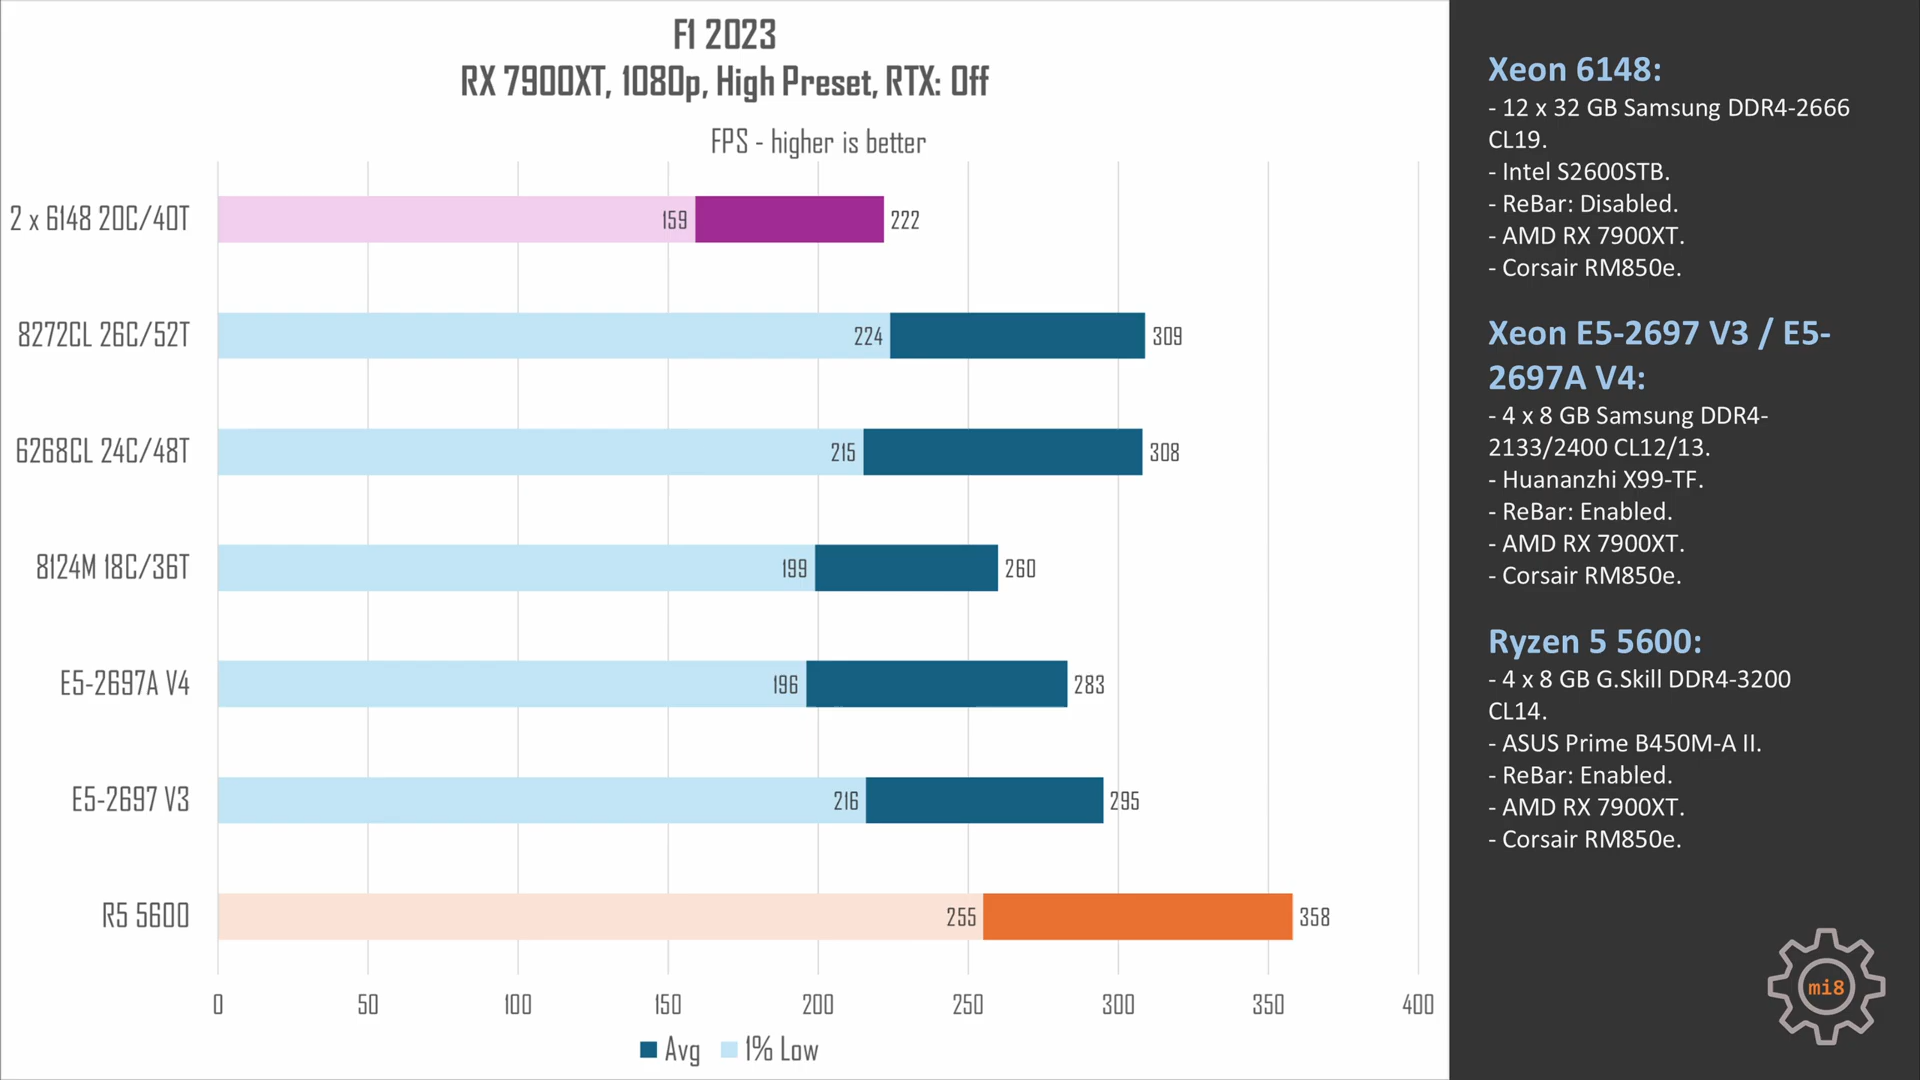 F1 2023
RX 7900XT, 1080p, High Preset, RTX: Off
FPS - higher is better
2 x 6148 20C/40T
159
222
8272CL 26C/52T
224
309
6268CL 24C/48T
215
308
8124M 18C/36T
199
260
E5-2697A V4
196
283
E5-2697 V3
216
295
R5 5600
255
358
0 50 100 150 200 250 300 350 400
Avg 1% Low
Xeon 6148:
- 12 x 32 GB Samsung DDR4-2666
CL19.
- Intel S2600STB.
- ReBar: Disabled.
- AMD RX 7900XT.
- Corsair RM850e.
Xeon E5-2697 V3 / E5-
2697A V4:
- 4 x 8 GB Samsung DDR4-
2133/2400 CL12/13.
- Huananzhi X99-TF.
- ReBar: Enabled.
- AMD RX 7900XT.
- Corsair RM850e.
Ryzen 5 5600:
- 4 x 8 GB G.Skill DDR4-3200
CL14.
- ASUS Prime B450M-A II.
- ReBar: Enabled.
- AMD RX 7900XT.
- Corsair RM850e.
mi8